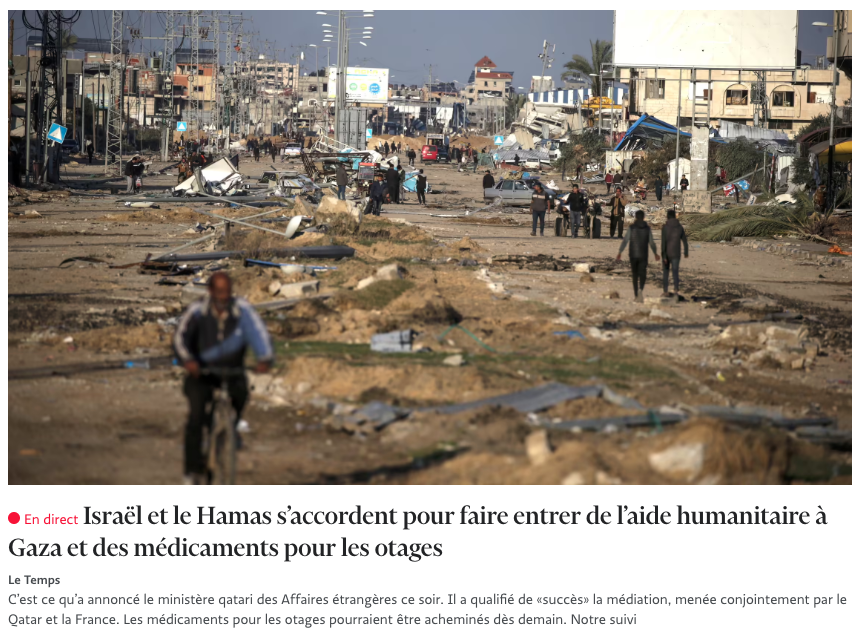 En direct Israël et le Hamas s’accordent pour faire entrer de l’aide humanitaire à
Gaza et des médicaments pour les otages
Le Temps
C’est ce qu’a annoncé le ministère qatari des Affaires étrangères ce soir. Il a qualifié de «succès» la médiation, menée conjointement par le
Qatar et la France. Les médicaments pour les otages pourraient être acheminés dès demain. Notre suivi